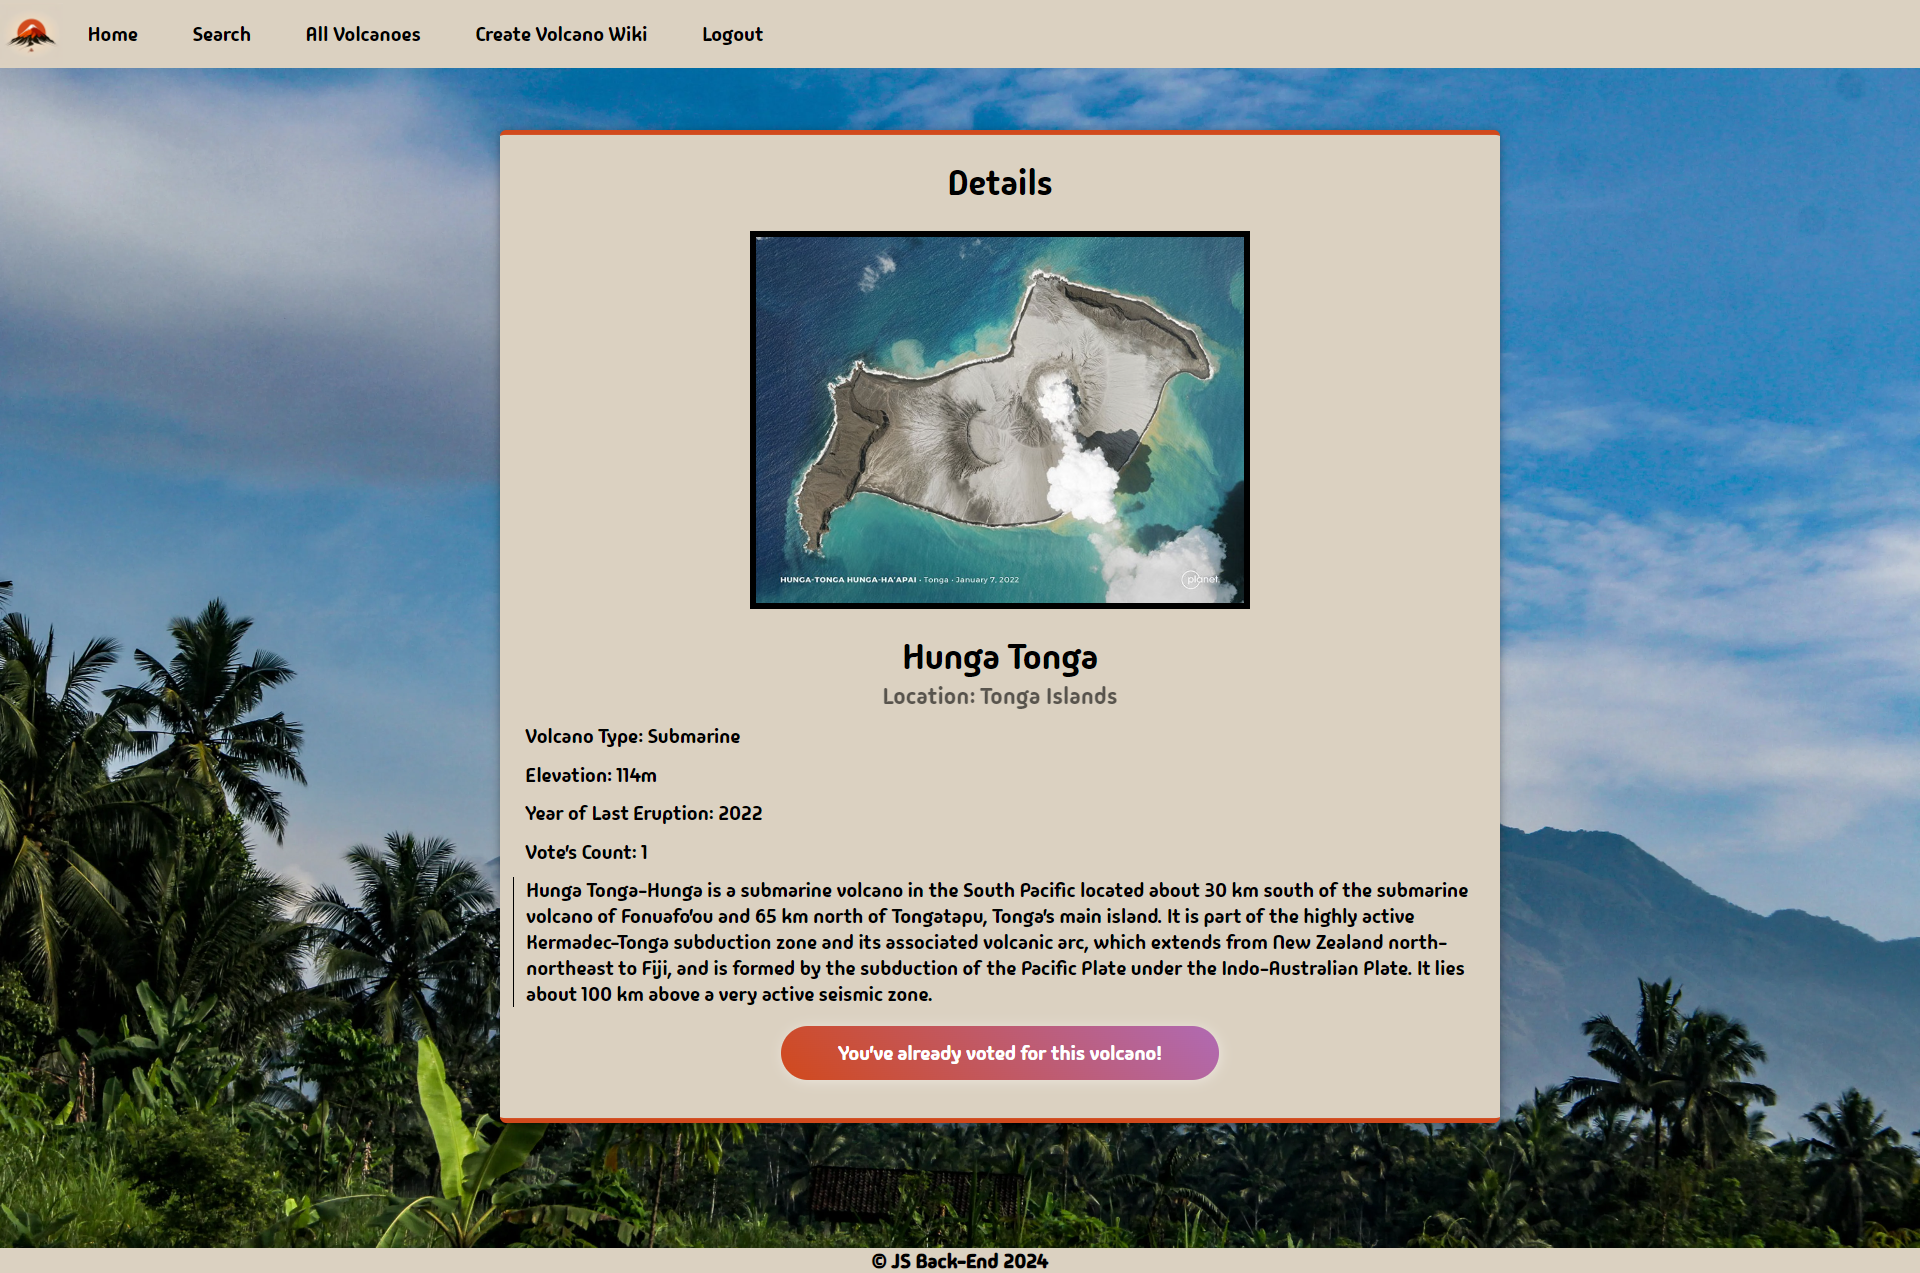 Home
Search
All Volcanoes
Create Volcano Wiki
Logout
Details
HUNGA-TONGA HUNGA-HA'APAI • Tonga • January 7, 2022
planet.
Hunga Tonga
Location: Tonga Islands
Volcano Type: Submarine
Elevation: 114m
Year of Last Eruption: 2022
Vote's Count: 1
Hunga Tonga-Hunga is a submarine volcano in the South Pacific located about 30 km south of the submarine
volcano of Fonuafo'ou and 65 km north of Tongatapu, Tonga's main island. It is part of the highly active
Kermadec-Tonga subduction zone and its associated volcanic arc, which extends from New Zealand north-
northeast to Fiji, and is formed by the subduction of the Pacific Plate under the Indo-Australian Plate. It lies
about 100 km above a very active seismic zone.
You've already voted for this volcano!
© JS Back-End 2024